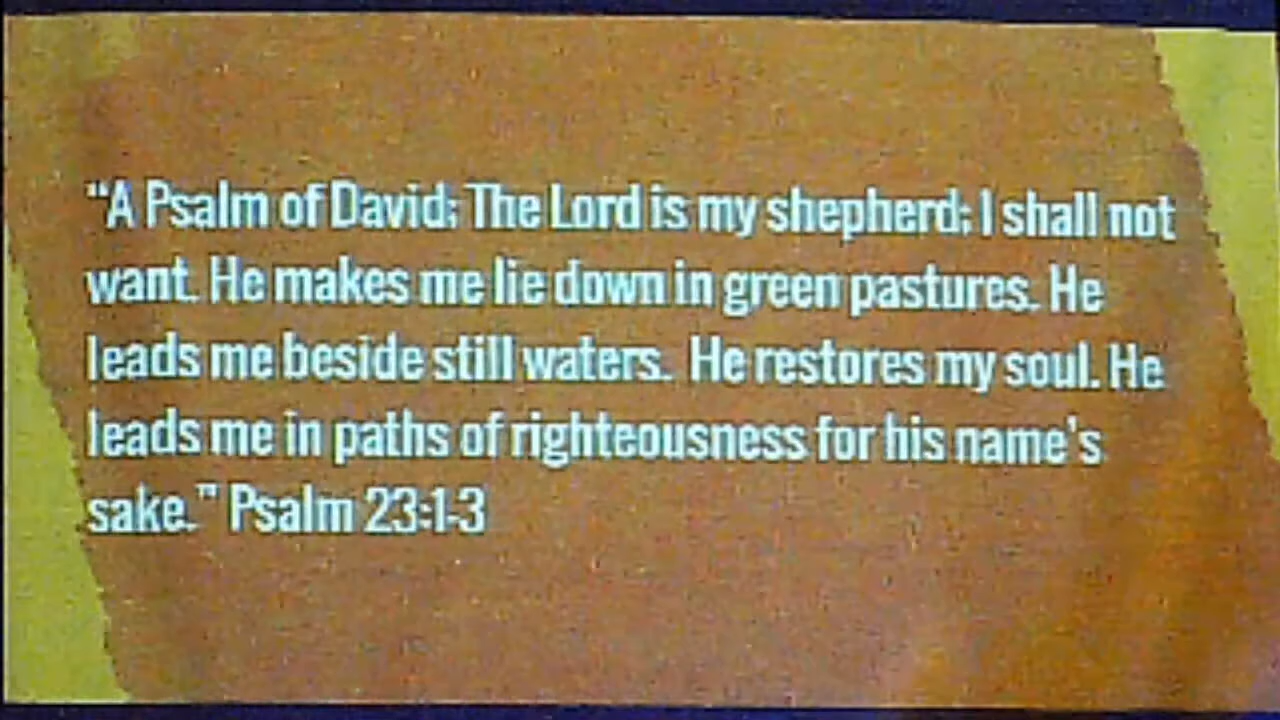 “A Psalm of David; The Lord is my shepherd; I shall not
want. He makes me lie down in green pastures. He
leads me beside still waters. He restores my soul. He
leads me in paths of righteousness for his name's
sake.” Psalm 23:1-3